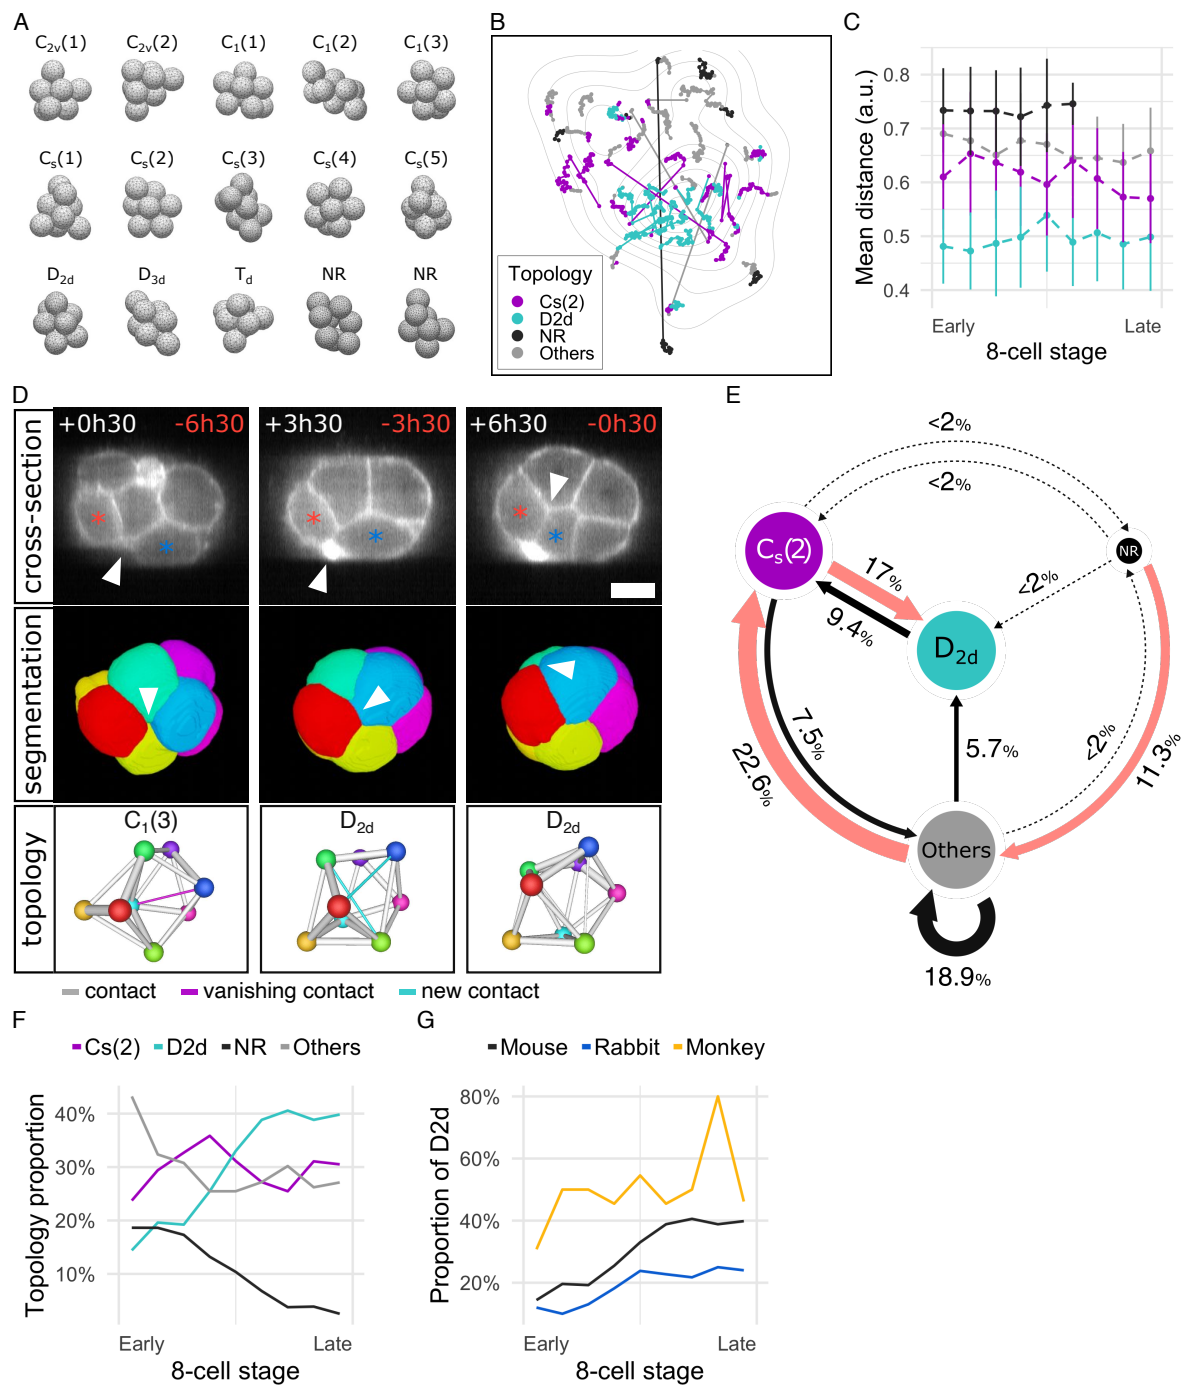 A
C2v(1) C2v(2) C1(1) C1(2) C1(3)
Cs(1) Cs(2) Cs(3) Cs(4) Cs(5)
D2d D3d Td NR NR
B
Topology
Cs(2)
D2d
NR
Others
C
Mean distance (a.u.)
0.8
0.7
0.6
0.5
0.4
Early Late
8-cell stage
D
cross-section
+0h30 -6h30
+3h30 -3h30
+6h30 -0h30
* *
* *
* *
segmentation
topology
C1(3) D2d D2d
contact vanishing contact new contact
E
<2%
<2%
Cs(2)
NR
17%
<2%
9.4%
D2d
7.5%
22.6%
5.7%
<2%
11.3%
Others
18.9%
F
Cs(2) D2d NR Others
Topology proportion
40%
30%
20%
10%
Early Late
8-cell stage
G
Mouse Rabbit Monkey
Proportion of D2d
80%
60%
40%
20%
Early Late
8-cell stage